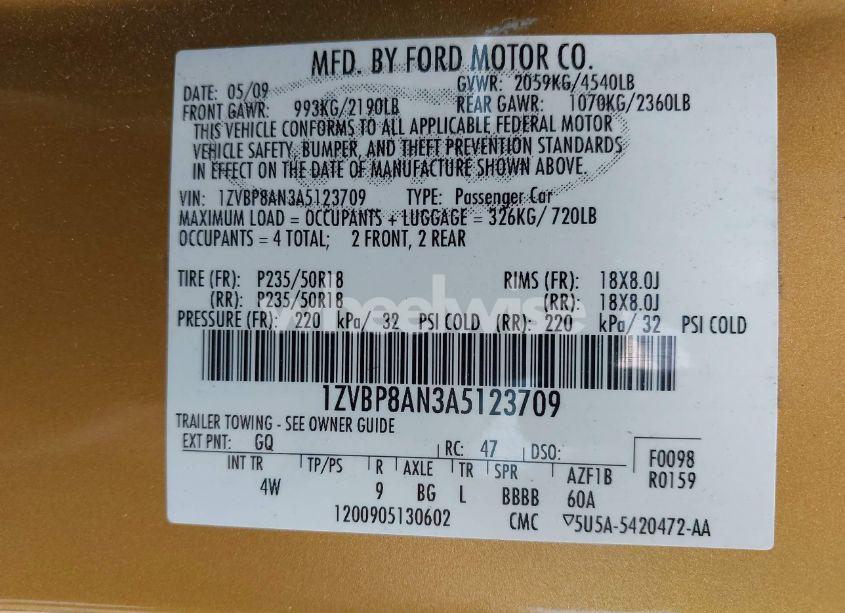 MFD. BY FORD MOTOR CO.
DATE: 05/09 GVWR: 2059KG/4540LB
FRONT GAWR: 993KG/2190LB REAR GAWR: 1070KG/2360LB
THIS VEHICLE CONFORMS TO ALL APPLICABLE FEDERAL MOTOR
VEHICLE SAFETY, BUMPER, AND THEFT PREVENTION STANDARDS
IN EFFECT ON THE DATE OF MANUFACTURE SHOWN ABOVE.
VIN: 1ZVBP8AN3A5123709 TYPE: Passenger Car
MAXIMUM LOAD = OCCUPANTS + LUGGAGE = 326KG/ 720LB
OCCUPANTS = 4 TOTAL; 2 FRONT, 2 REAR
TIRE (FR): P235/50R18 RIMS (FR): 18X8.0J
(RR): P235/50R18 (RR): 18X8.0J
wheelwise
PRESSURE (FR): 220 kPa/ 32 PSI COLD (RR): 220 kPa/ 32 PSI COLD
1ZVBP8AN3A5123709
TRAILER TOWING - SEE OWNER GUIDE
EXT PNT: GQ RC: 47 DSO: F0098
INT TR TP/PS R AXLE TR SPR AZF1B R0159
4W 9 BG L BBBB 60A
1200905130602 CMC ▽5U5A-5420472-AA